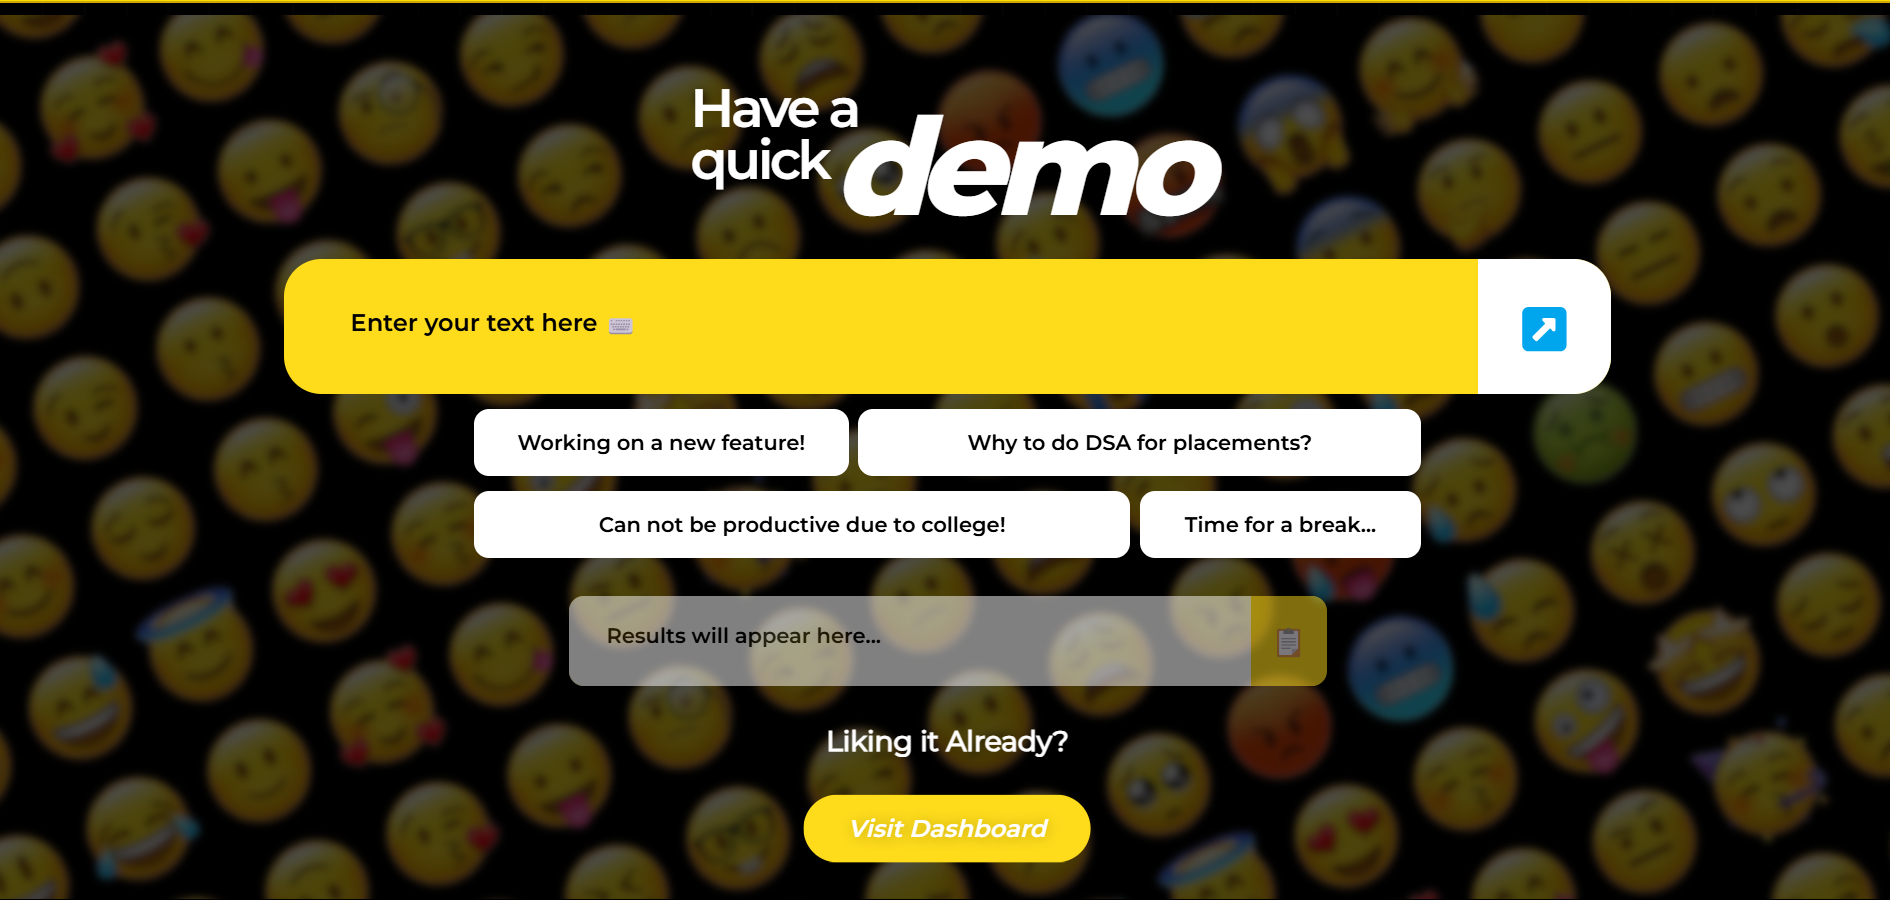 Have a
quick demo
Enter your text here
Working on a new feature!
Why to do DSA for placements?
Can not be productive due to college!
Time for a break...
Results will appear here...
Liking it Already?
Visit Dashboard